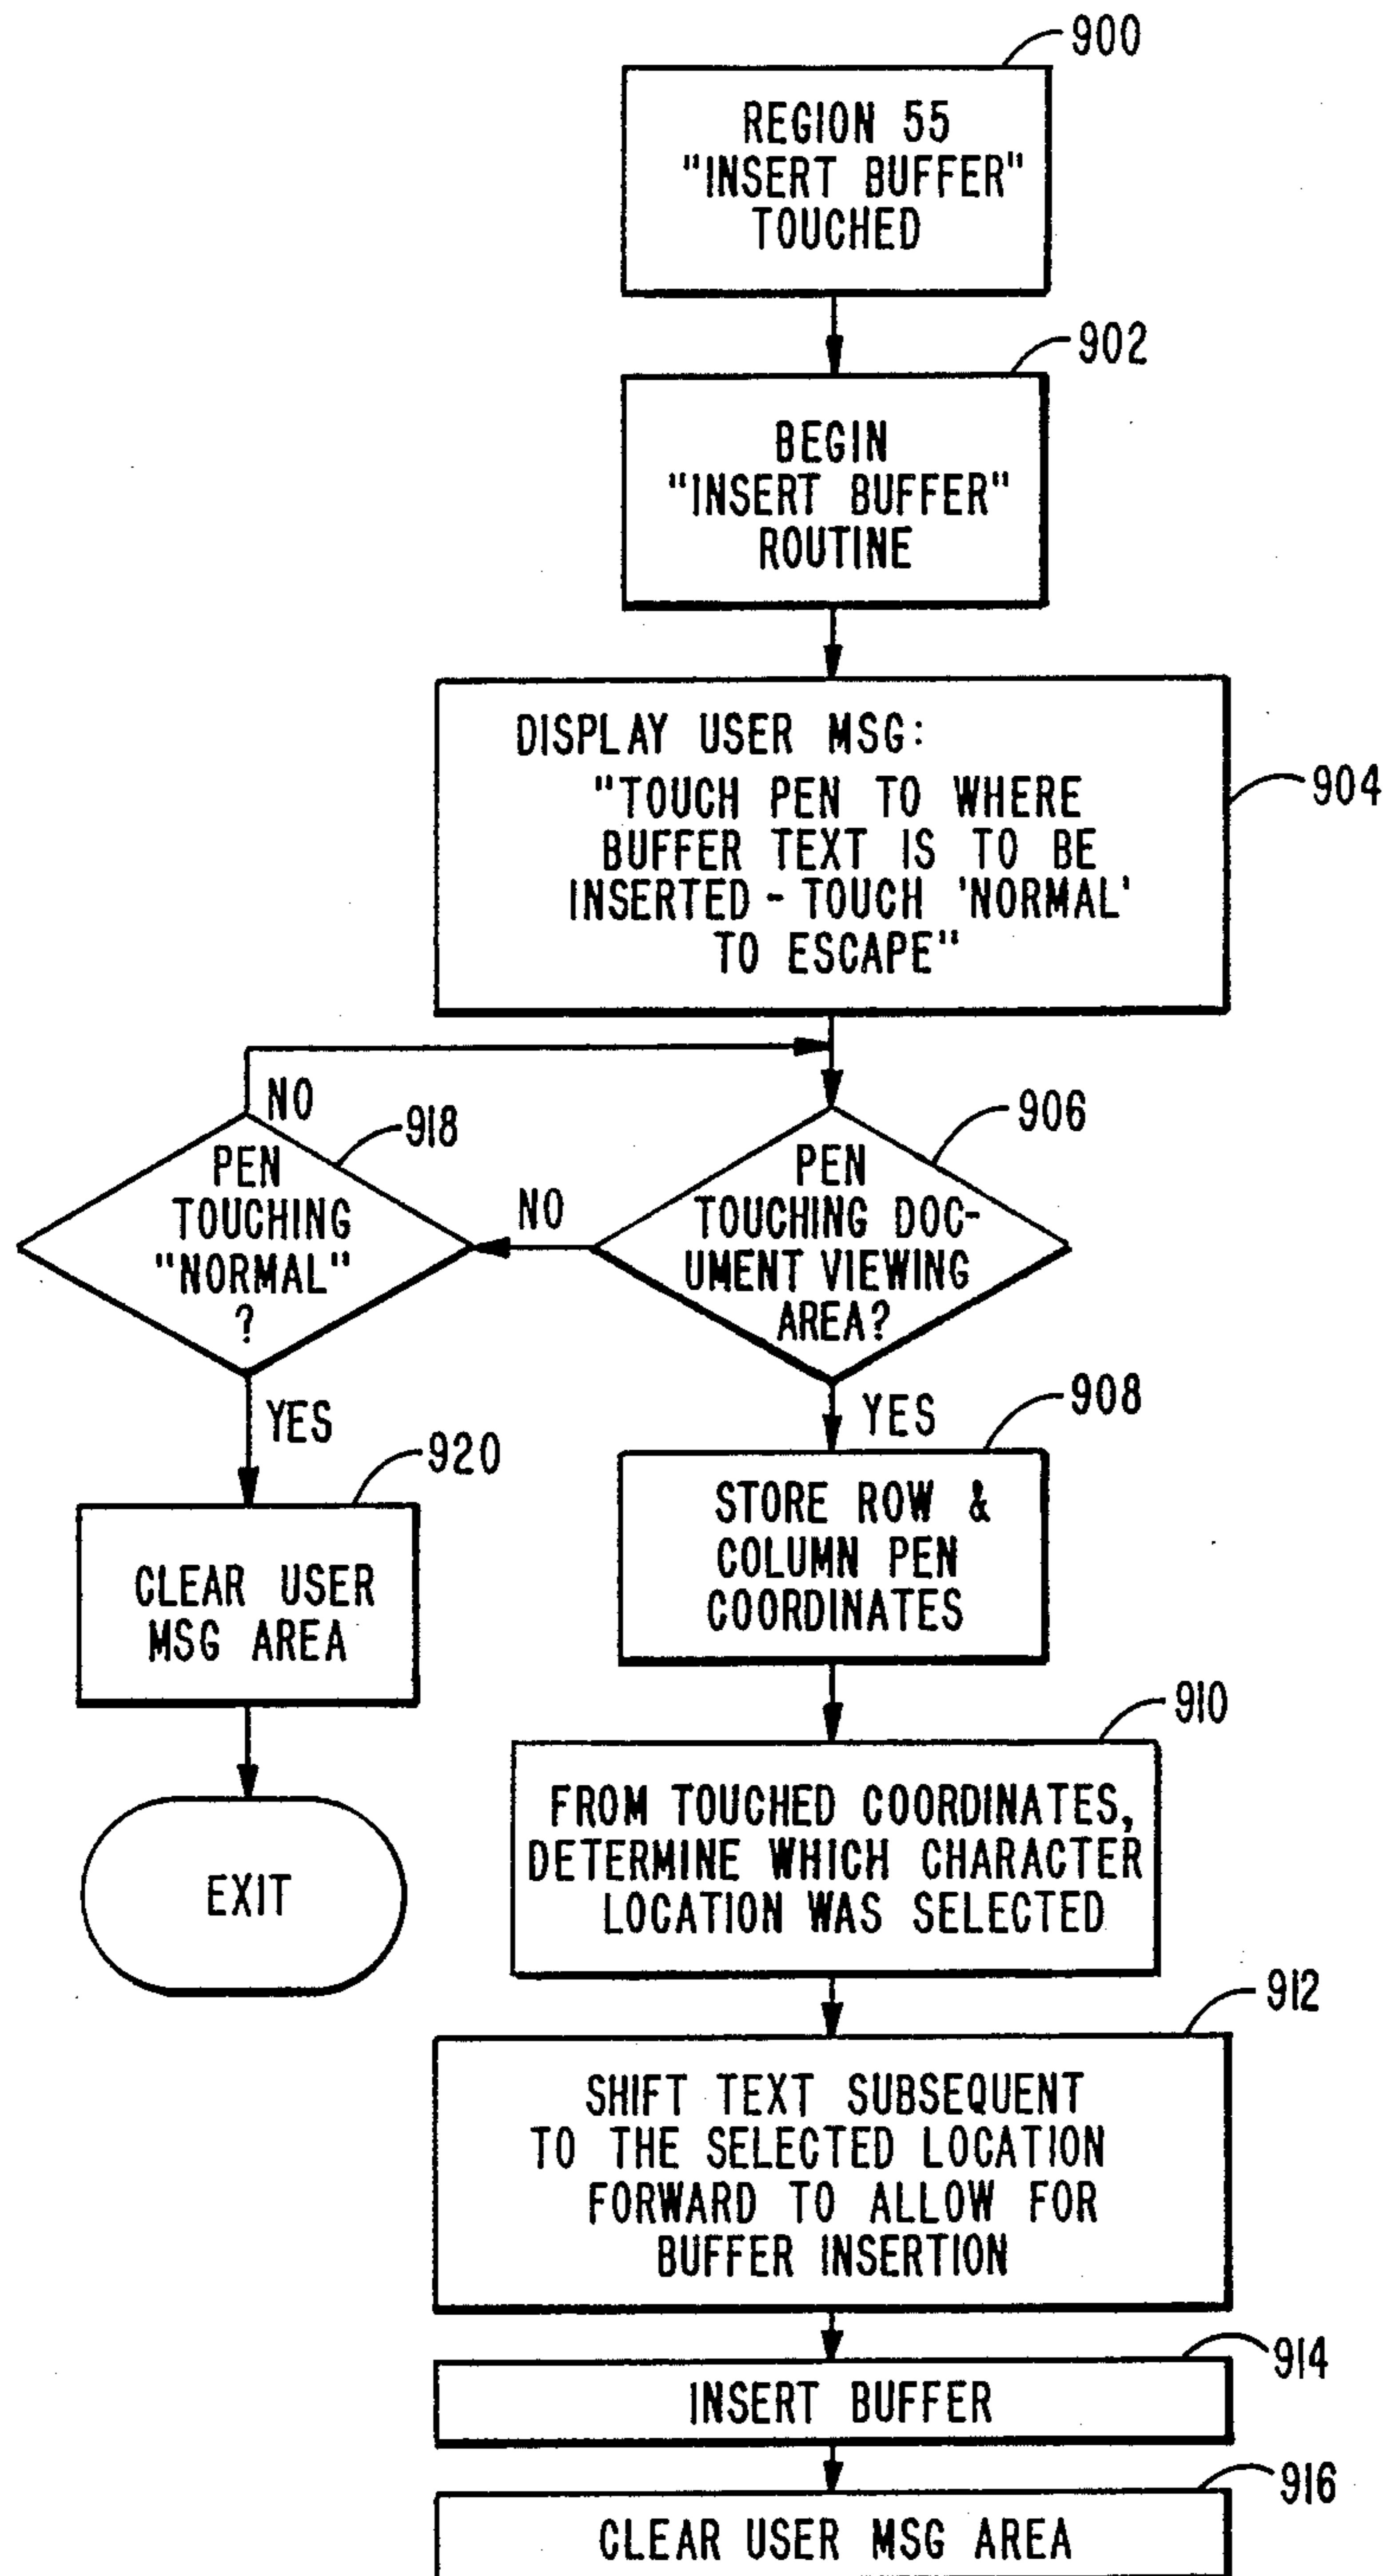 900
REGION 55
"INSERT BUFFER"
TOUCHED
902
BEGIN
"INSERT BUFFER"
ROUTINE
904
DISPLAY USER MSG:
"TOUCH PEN TO WHERE
BUFFER TEXT IS TO BE
INSERTED - TOUCH 'NORMAL'
TO ESCAPE"
906
PEN
TOUCHING DOC-
UMENT VIEWING
AREA?
NO
918
PEN
TOUCHING
"NORMAL"
?
NO
YES
920
CLEAR USER
MSG AREA
EXIT
YES
908
STORE ROW &
COLUMN PEN
COORDINATES
910
FROM TOUCHED COORDINATES,
DETERMINE WHICH CHARACTER
LOCATION WAS SELECTED
912
SHIFT TEXT SUBSEQUENT
TO THE SELECTED LOCATION
FORWARD TO ALLOW FOR
BUFFER INSERTION
914
INSERT BUFFER
916
CLEAR USER MSG AREA